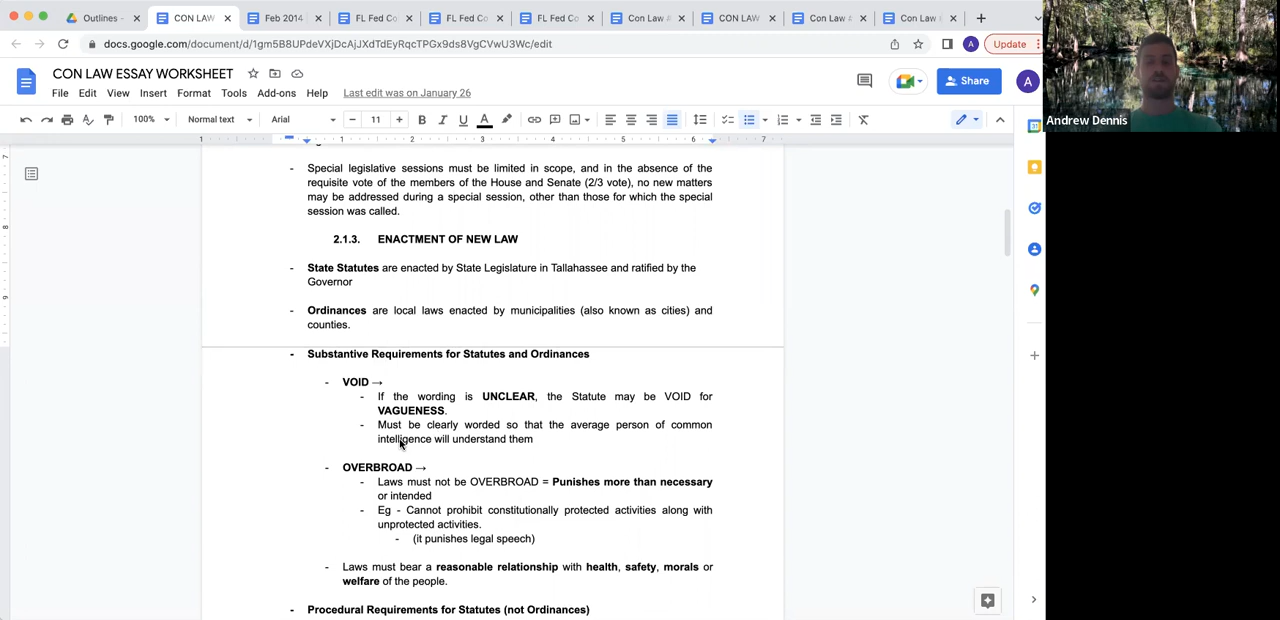 Outlines -
CON LAW
Feb 2014
FL Fed Co
FL Fed Co
FL Fed Co
Con Law
CON LAW
Con Law
Con Law
docs.google.com/document/d/1gm5B8UPdeVXjDcAjJXdTdEyRqcTPGx9ds8VgCVwU3Wc/edit
A
Update
CON LAW ESSAY WORKSHEET
File Edit View Insert Format Tools Add-ons Help Last edit was on January 26
Share
A
Andrew Dennis
100% Normal text Arial 11
1 1 2 3 4 5 6 7
Special legislative sessions must be limited in scope, and in the absence of the
requisite vote of the members of the House and Senate (2/3 vote), no new matters
may be addressed during a special session, other than those for which the special
session was called.
2.1.3. ENACTMENT OF NEW LAW
- State Statutes are enacted by State Legislature in Tallahassee and ratified by the
Governor
- Ordinances are local laws enacted by municipalities (also known as cities) and
counties.
- Substantive Requirements for Statutes and Ordinances
- VOID →
- If the wording is UNCLEAR, the Statute may be VOID for
VAGUENESS.
- Must be clearly worded so that the average person of common
intelligence will understand them
- OVERBROAD →
- Laws must not be OVERBROAD = Punishes more than necessary
or intended
- Eg - Cannot prohibit constitutionally protected activities along with
unprotected activities.
- (it punishes legal speech)
- Laws must bear a reasonable relationship with health, safety, morals or
welfare of the people.
- Procedural Requirements for Statutes (not Ordinances)